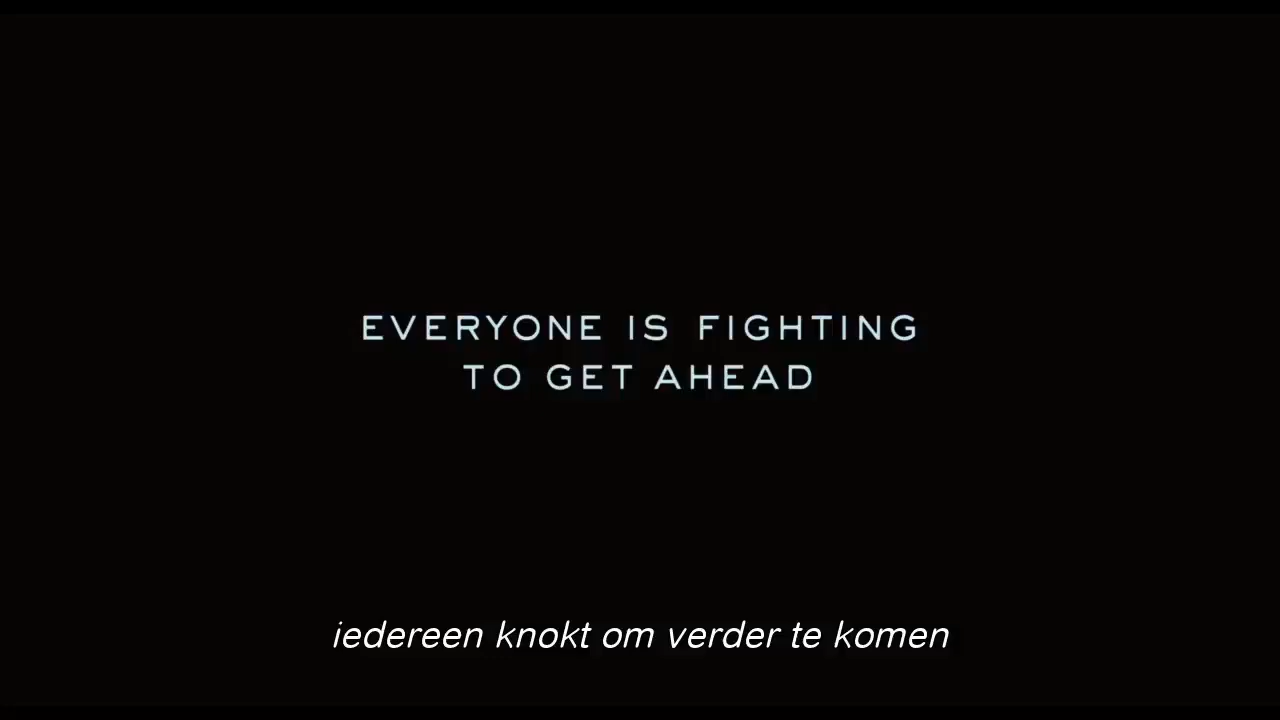 EVERYONE IS FIGHTING
TO GET AHEAD
iedereen knokt om verder te komen